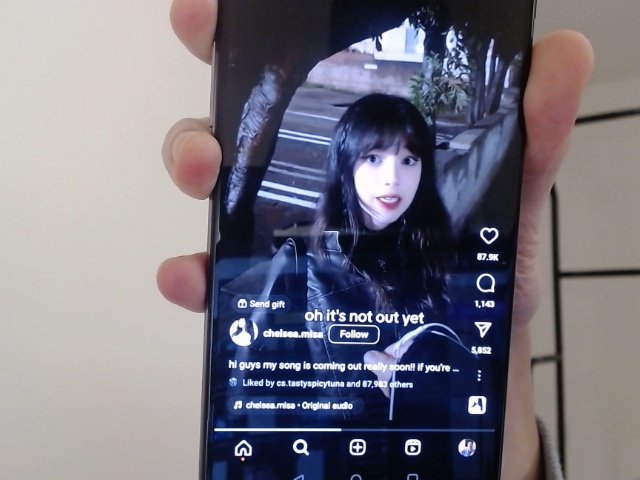 87.9K
1,143
Send gift
oh it's not out yet
chelsea.misa Follow
5,852
hi guys my song is coming out really soon!! if you're ...
Liked by cs.tastyspicytuna and 87,983 others
chelsea.misa • Original audio